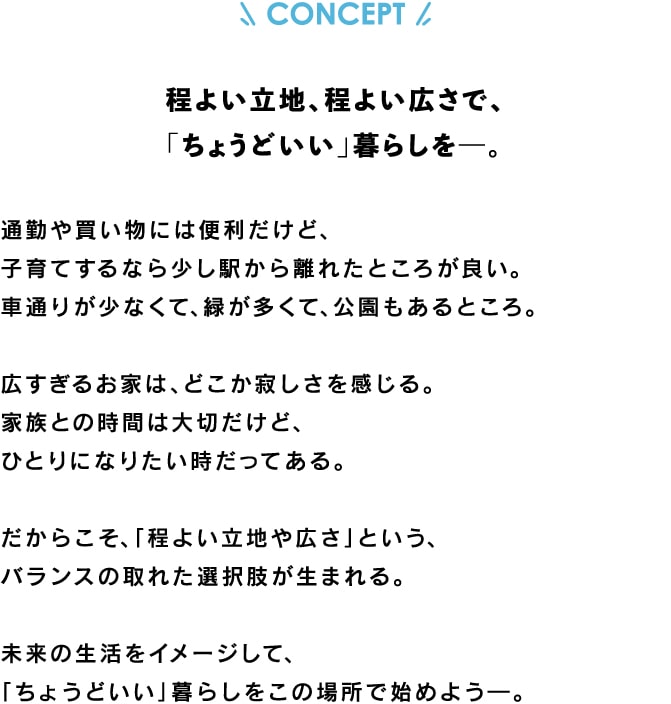 CONCEPT
程よい立地、程よい広さで、
「ちょうどいい」暮らしを―。
通勤や買い物には便利だけど、
子育てするなら少し駅から離れたところが良い。
車通りが少なくて、緑が多くて、公園もあるところ。
広すぎるお家は、どこか寂しさを感じる。
家族との時間は大切だけど、
ひとりになりたい時だってある。
だからこそ、「程よい立地や広さ」という、
バランスの取れた選択肢が生まれる。
未来の生活をイメージして、
「ちょうどいい」暮らしをこの場所で始めよう―。